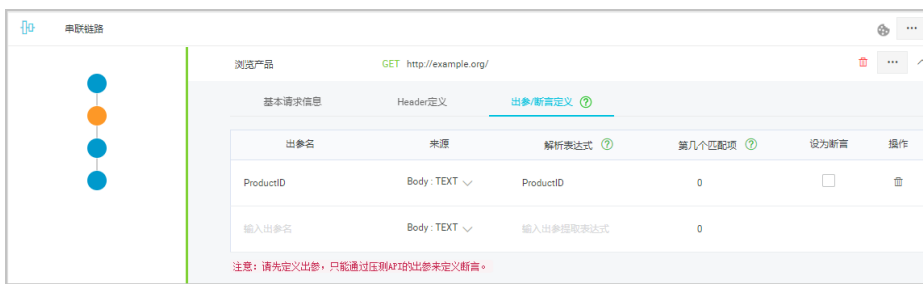 串联链路
浏览产品 GET http://example.org/
基本请求信息 Header定义 出参/断言定义
出参名 来源 解析表达式 第几个匹配项 设为断言 操作
ProductID Body : TEXT ProductID 0
输入出参名 Body : TEXT 输入出参提取表达式 0
注意：请先定义出参，只能通过压测API的出参来定义断言。